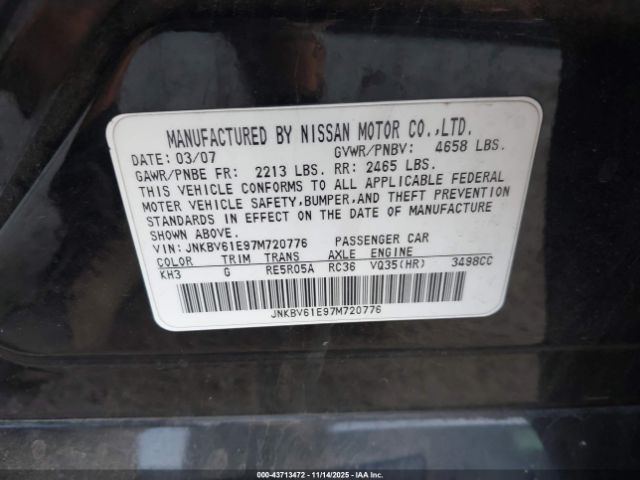 MANUFACTURED BY NISSAN MOTOR CO.,LTD.
DATE: 03/07 GVWR/PNBV: 4658 LBS.
GAWR/PNBE FR: 2213 LBS. RR: 2465 LBS.
THIS VEHICLE CONFORMS TO ALL APPLICABLE FEDERAL
MOTOR VEHICLE SAFETY,BUMPER,AND THEFT PREVENTION
STANDARDS IN EFFECT ON THE DATE OF MANUFACTURE
SHOWN ABOVE.
VIN: JNKBV61E97M720776 PASSENGER CAR
COLOR TRIM TRANS AXLE ENGINE
KH3 G RE5R05A RC36 VQ35(HR) 3498CC
JNKBV61E97M720776
000-43713472 - 11/14/2025 - IAAI.COM